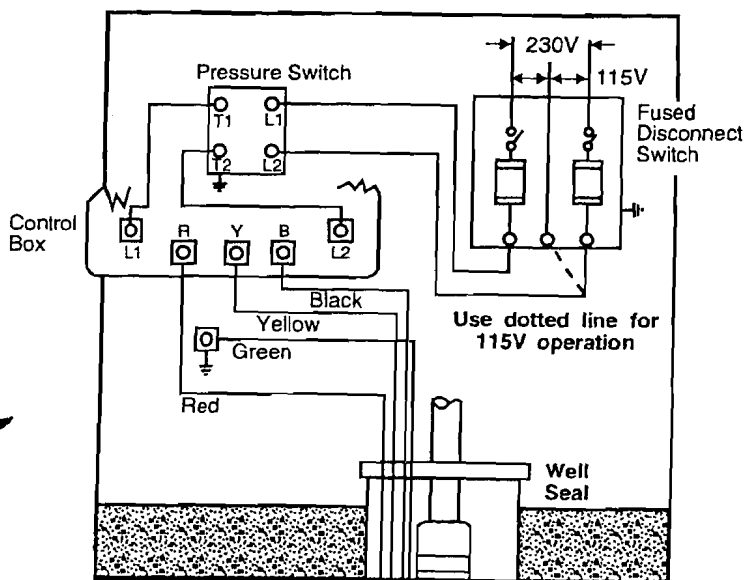 230V
115V
Pressure Switch
T1
L1
T2
L2
Fused
Disconnect
Switch
Control
Box
L1
R
Y
B
L2
Black
Yellow
Green
Red
Use dotted line for
115V operation
Well
Seal